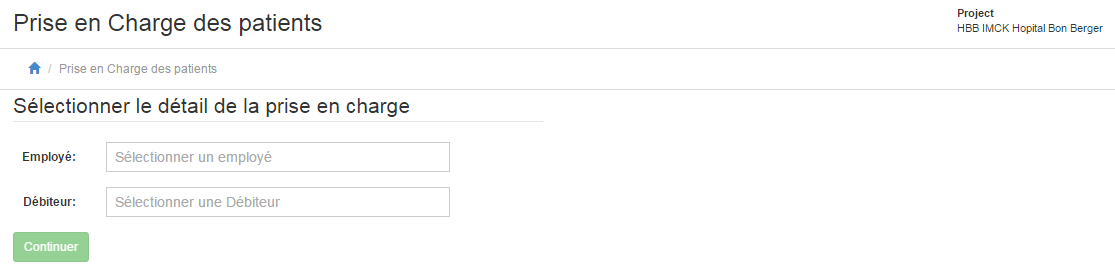 Prise en Charge des patients
Project
HBB IMCK Hopital Bon Berger
/ Prise en Charge des patients
Sélectionner le détail de la prise en charge
Employé: Sélectionner un employé
Débiteur: Sélectionner une Débiteur
Continuer